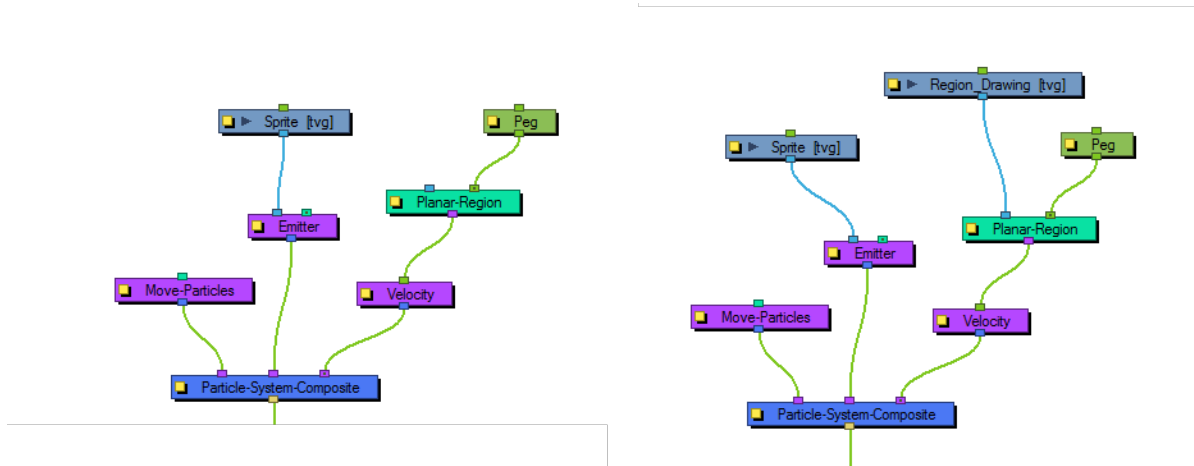 Sprite [tvg]
Peg
Planar-Region
Emitter
Move-Particles
Velocity
Particle-System-Composite
Region_Drawing [tvg]
Sprite [tvg]
Peg
Planar-Region
Emitter
Move-Particles
Velocity
Particle-System-Composite